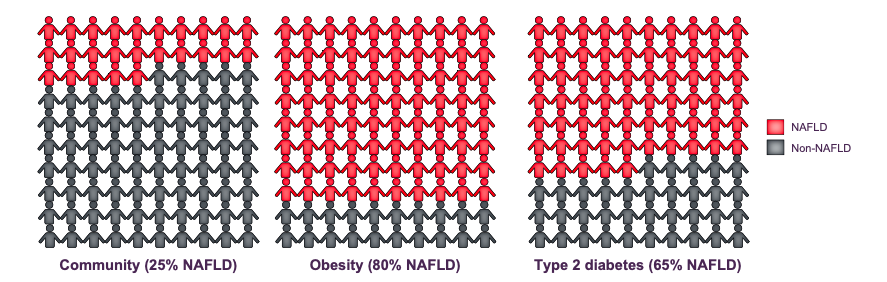 NAFLD
Non-NAFLD
Community (25% NAFLD)
Obesity (80% NAFLD)
Type 2 diabetes (65% NAFLD)